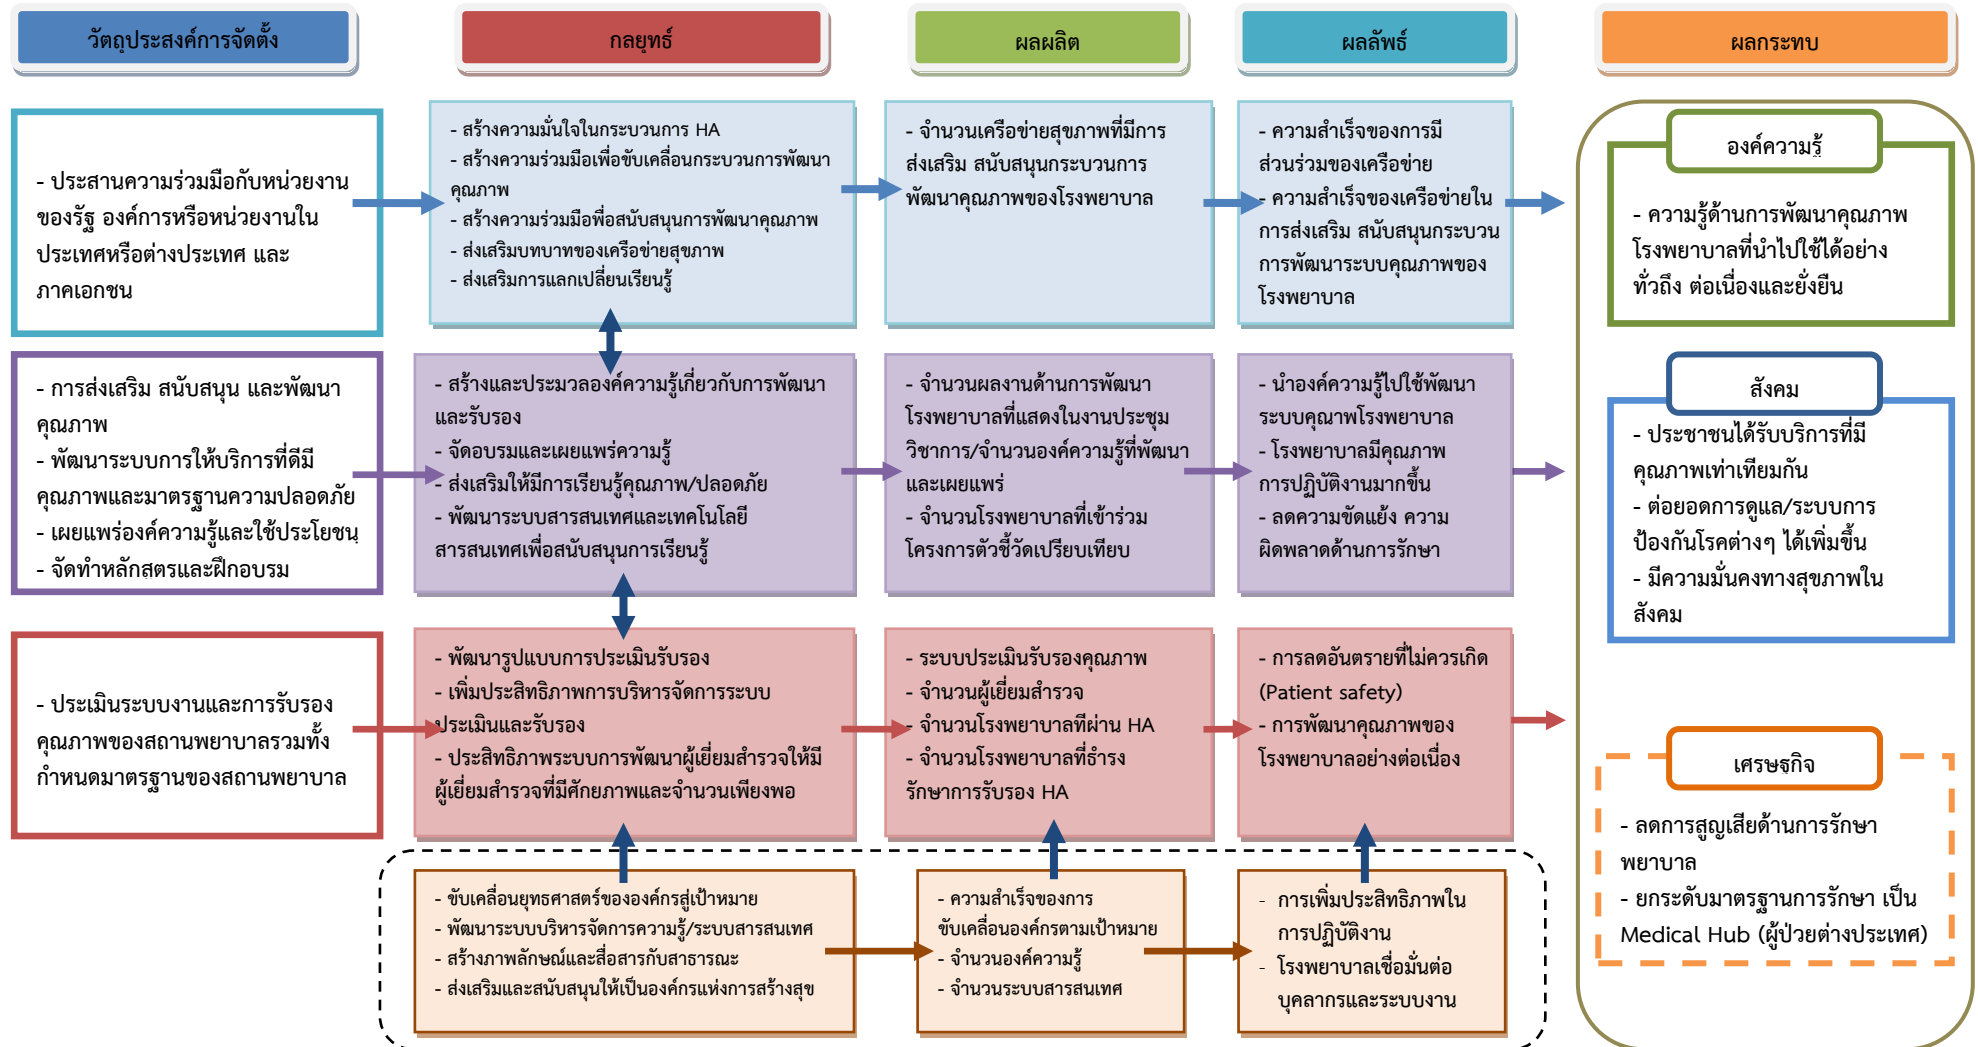 วัตถุประสงค์การจัดตั้ง
กลยุทธ์
ผลผลิต
ผลลัพธ์
ผลกระทบ
- ประสานความร่วมมือกับหน่วยงาน
ของรัฐ องค์การหรือหน่วยงานใน
ประเทศหรือต่างประเทศ และ
ภาคเอกชน
- สร้างความมั่นใจในกระบวนการ HA
- สร้างความร่วมมือเพื่อขับเคลื่อนกระบวนการพัฒนา
คุณภาพ
- สร้างความร่วมมือพื่อสนับสนุนการพัฒนาคุณภาพ
- ส่งเสริมบทบาทของเครือข่ายสุขภาพ
- ส่งเสริมการแลกเปลี่ยนเรียนรู้
- จำนวนเครือข่ายสุขภาพที่มีการ
ส่งเสริม สนับสนุนกระบวนการ
พัฒนาคุณภาพของโรงพยาบาล
- ความสำเร็จของการมี
ส่วนร่วมของเครือข่าย
- ความสำเร็จของเครือข่ายใน
การส่งเสริม สนับสนุนกระบวน
การพัฒนาระบบคุณภาพของ
โรงพยาบาล
องค์ความรู้
- ความรู้ด้านการพัฒนาคุณภาพ
โรงพยาบาลที่นำไปใช้ได้อย่าง
ทั่วถึง ต่อเนื่องและยั่งยืน
- การส่งเสริม สนับสนุน และพัฒนา
คุณภาพ
- พัฒนาระบบการให้บริการที่ดีมี
คุณภาพและมาตรฐานความปลอดภัย
- เผยแพร่องค์ความรู้และใช้ประโยชน์
- จัดทำหลักสูตรและฝึกอบรม
- สร้างและประมวลองค์ความรู้เกี่ยวกับการพัฒนา
และรับรอง
- จัดอบรมและเผยแพร่ความรู้
- ส่งเสริมให้มีการเรียนรู้คุณภาพ/ปลอดภัย
- พัฒนาระบบสารสนเทศและเทคโนโลยี
สารสนเทศเพื่อสนับสนุนการเรียนรู้
- จำนวนผลงานด้านการพัฒนา
โรงพยาบาลที่แสดงในงานประชุม
วิชาการ/จำนวนองค์ความรู้ที่พัฒนา
และเผยแพร่
- จำนวนโรงพยาบาลที่เข้าร่วม
โครงการตัวชี้วัดเปรียบเทียบ
- นำองค์ความรู้ไปใช้พัฒนา
ระบบคุณาพโรงพยาบาล
- โรงพยาบาลมีคุณภาพ
การปฏิบัติงานมากขึ้น
- ลดความขัดแย้ง ความ
ผิดพลาดด้านการรักษา
สังคม
- ประชาชนได้รับบริการที่มี
คุณภาพเท่าเทียมกัน
- ต่อยอดการดูแล/ระบบการ
ป้องกันโรคต่างๆ ได้เพิ่มขึ้น
- มีความมั่นคงทางสุขภาพใน
สังคม
- ประเมินระบบงานและการรับรอง
คุณภาพของสถานพยาบาลรวมทั้ง
กำหนดมาตรฐานของสถานพยาบาล
- พัฒนารูปแบบการประเมินรับรอง
- เพิ่มประสิทธิภาพการบริหารจัดการระบบ
ประเมินและรับรอง
- ประสิทธิภาพระบบการพัฒนาผู้เยี่ยมสำรวจให้มี
ผู้เยี่ยมสำรวจที่มีศักยภาพและจำนวนเพียงพอ
- ระบบประเมินรับรองคุณภาพ
- จำนวนผู้เยี่ยมสำรวจ
- จำนวนโรงพยาบาลทีผ่าน HA
- จำนวนโรงพยาบาลที่ธำรง
รักษาการรับรอง HA
- การลดอันตรายที่ไม่ควรเกิด
(Patient safety)
- การพัฒนาคุณภาพของ
โรงพยาบาลอย่างต่อเนื่อง
เศรษฐกิจ
- ลดการสูญเสียด้านการรักษา
พยาบาล
- ยกระดับมาตรฐานการรักษา เป็น
Medical Hub (ผู้ป่วยต่างประเทศ)
- ขับเคลื่อนยุทธศาสตร์ขององค์กรสู่เป้าหมาย
- พัฒนาระบบบริหารจัดการความรู้/ระบบสารสนเทศ
- สร้างภาพลักษณ์และสื่อสารกับสาธารณะ
- ส่งเสริมและสนับสนุนให้เป็นองค์กรแห่งการสร้างสุข
- ความสำเร็จของการ
ขับเคลื่อนองค์กรตามเป้าหมาย
- จำนวนองค์ความรู้
- จำนวนระบบสารสนเทศ
- การเพิ่มประสิทธิภาพใน
การปฏิบัติงาน
- โรงพยาบาลเชื่อมั่นต่อ
บุคลากรและระบบงาน